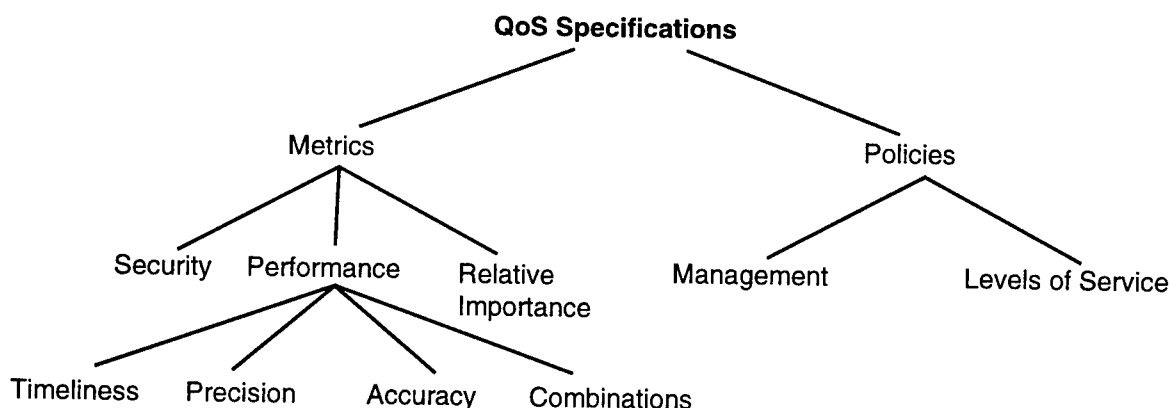 QoS Specifications
Metrics
Policies
Security
Performance
Relative
Importance
Management
Levels of Service
Timeliness
Precision
Accuracy
Combinations